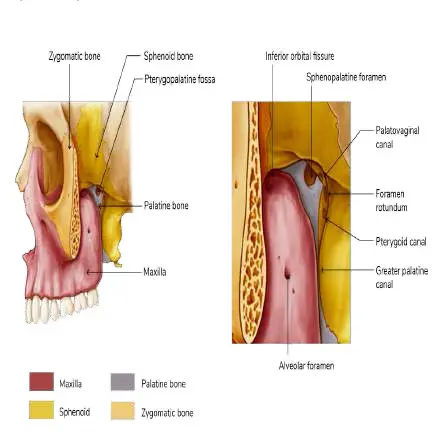 Zygomatic bone
Sphenoid bone
Pterygopalatine fossa
Palatine bone
Maxilla
Inferior orbital fissure
Sphenopalatine foramen
Palatovaginal
canal
Foramen
rotundum
Pterygoid canal
Greater palatine
canal
Alveolar foramen
Maxilla
Palatine bone
Sphenoid
Zygomatic bone